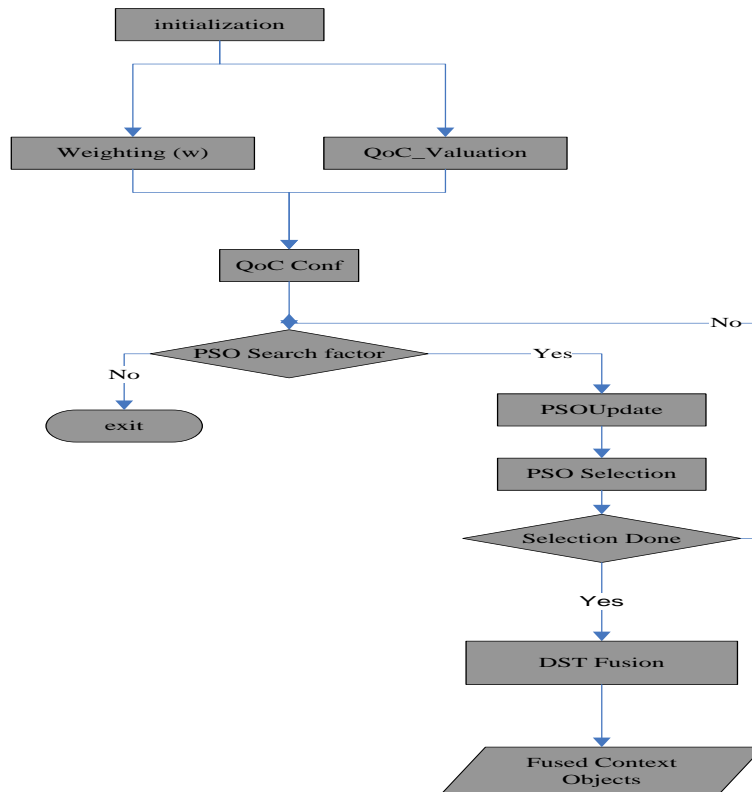 initialization
Weighting (w)
QoC_Valuation
QoC Conf
No
PSO Search factor
Yes
No
exit
PSOUpdate
PSO Selection
Selection Done
Yes
DST Fusion
Fused Context
Objects